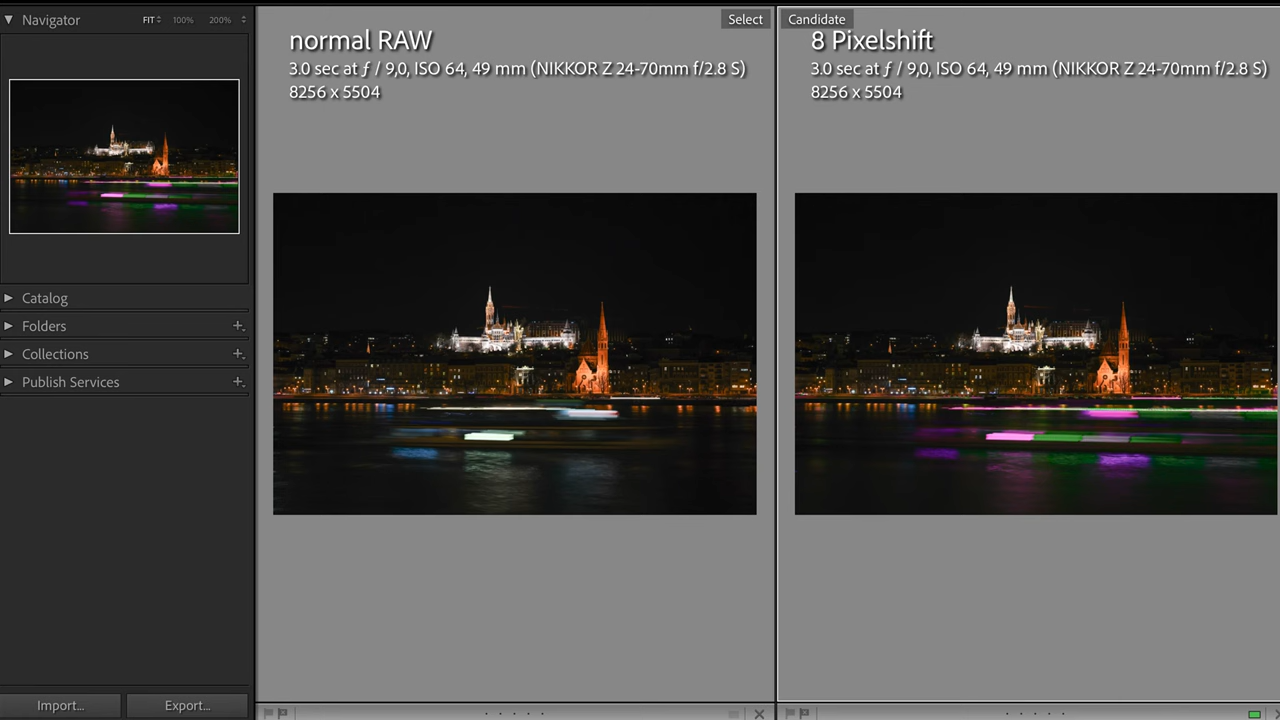 Navigator
FIT
100%
200%
Catalog
Folders
Collections
Publish Services
Import...
Export...
Select
normal RAW
3.0 sec at ƒ / 9,0, ISO 64, 49 mm (NIKKOR Z 24-70mm f/2.8 S)
8256 x 5504
Candidate
8 Pixelshift
3.0 sec at ƒ / 9,0, ISO 64, 49 mm (NIKKOR Z 24-70mm f/2.8 S)
8256 x 5504